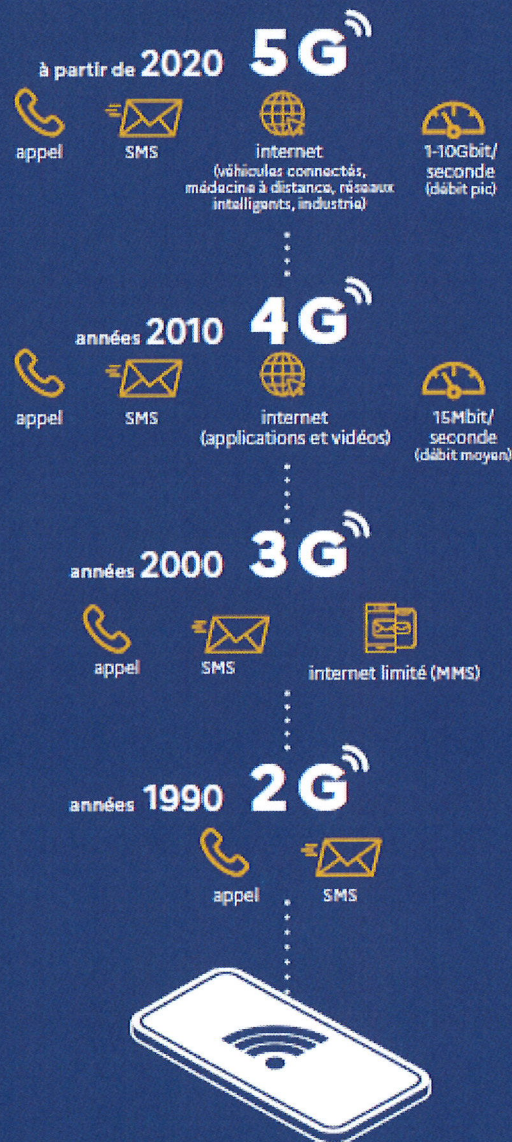 à partir de 2020 5G
appel
SMS
internet
(véhicules connectés,
médecine à distance, réseaux
intelligents, industrie)
1-10Gbit/
seconde
(débit pic)
années 2010 4G
appel
SMS
internet
(applications et vidéos)
15Mbit/
seconde
(débit moyen)
années 2000 3G
appel
SMS
internet limité (MMS)
années 1990 2G
appel
SMS